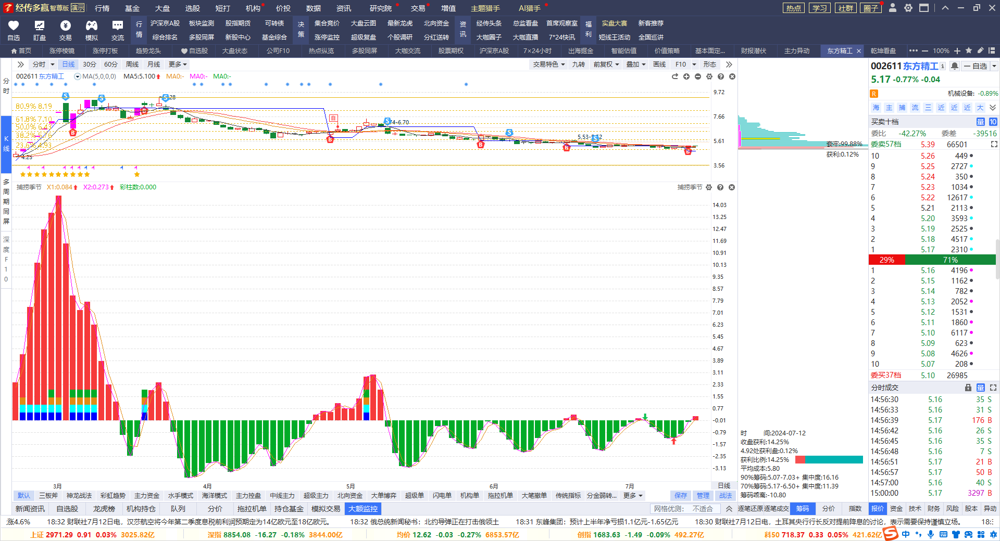 经传多赢 智尊版 演示 行情 基金 大盘 选股 短打 机构 价投 数据 资讯 研究院 交易 增值 主题猎手 AI猎手 热点 学习 社群 圈子
行情 沪深京A股 板块监测 股指期货 可转债 决策 集合竞价 大盘云图 最新龙虎 北向资金 资讯 经传头条 总监看盘 首席观察室 福利 实盘大赛 新客推荐
自选 盯盘 交易 模拟 交流 综合排名 多股同屏 新股中心 基金综合 涨停监控 超级复盘 个股调研 分红送转 大咖圈子 大咖直播 7*24快讯 短线王活动 全国巡讲
首页 涨停棱镜 涨停打板 趋势龙头 自选股 大盘状态 公司F10 热点纵览 多股同屏 大咖交流 股票期权 沪深京A股 7×24小时 出海掘金 智能估值 价值策略 基本面定... 财报潜伏 主力异动 东方精工 × 乾坤看盘 ••• 100%
分时 日线 30分 60分 周线 月线 更多 交易特色 九转 前复权 叠加 画线 F10 形态
分时
K线
多周期同屏
深度F10
002611 东方精工 MA(5,0,0,0) MA5:5.100 MA0:- MA0:- MA0:-
80.9% 8.19
61.8% 7.10
50.0% 6.43
38.2% 5.76
23.6% 4.93
4.25
5.53-5.52
自
9.72
7.66
5.61
3.56
捕捞季节 X1:0.084 X2:0.273 彩柱数:0.000
捕捞季节
14.03
13.25
12.47
11.69
10.91
10.13
9.35
8.57
7.79
7.01
6.23
5.45
4.67
3.89
3.11
2.33
1.55
0.77
-0.01
-0.79
-1.57
-2.35
-3.13
3月 4月 5月 6月 7月 日线
默认 三板斧 神龙战法 彩虹趋势 主力资金 水手模式 海洋模式 主力控盘 中线主力 超级主力 北向资金 大单博弈 超级单 闪电单 机构单 拖拉机单 大笔撤单 传统指标 分金弱转... 更多 保存 管理 战法
新闻资讯 自选股 龙虎榜 机构持仓 队列 分价 拖拉机单 持仓基金 模拟交易 大额监控 网格优测: 不适合
套牢:99.88%
获利:0.12%
时 间:2024-07-12
收盘获利:14.25%
4.92处获利盘:0.12%
获利比例:14.25%
平均成本:5.80
90%筹码:5.07-7.03+ 集中度:16.16
70%筹码:5.17-6.50+ 集中度:11.39
筹码乖离:-10.80
逐笔还原 逐笔成交 筹码 分价 指数
002611 东方精工 自选
5.17 -0.77% -0.04
R 机械设备: -0.89%
海 主 捕 流 三 近 近 近 大
买卖十档 量 10
委比 -42.27% 委差 -39516
委卖57档 5.39 66501
10 5.26 449
9 5.25 2727
8 5.24 350
7 5.23 1034
6 5.22 12617
5 5.21 2113
4 5.20 3593
3 5.19 2525
2 5.18 4517
1 5.17 2310
29% 71%
1 5.16 4196
2 5.15 1162
3 5.14 782
4 5.13 2052
5 5.12 1531
6 5.11 1860
7 5.10 6117
8 5.09 623
9 5.08 4626
10 5.07 208
委买37档 5.10 26985
分时成交 量
14:56:30 5.16 35 S
14:56:33 5.16 31 S
14:56:39 5.17 176 B
14:56:42 5.16 26 S
14:56:45 5.16 35 S
14:56:48 5.16 7 S
14:56:51 5.17 21 B
14:56:57 5.17 50 B
14:57:00 5.16 40 S
15:00:00 5.17 3297 B
报价 资金 技术 财务 风险 股本 异动
涨4.6% 18:32 财联社7月12日电，汉莎航空将今年第二季度息税前利润预期定为14亿欧元至18亿欧元。 18:32 俄总统新闻秘书：北约导弹正在打击俄领土 18:31 东峰集团：预计上半年净亏损1.1亿元-1.65亿元 18:30 财联社7月12日电，土耳其央行行长反对提前降息的讨论，表示需要保持谨慎立场。
上证 2971.29 0.91 0.03% 3025.82亿 深指 8854.08 -16.27 -0.18% 3844.00亿 均价 12.62 -0.03 -0.27% 6853.57亿 创指 1683.63 -1.49 -0.09% 492.27亿 科50 718.37 0.33 0.05% 421.62亿 中